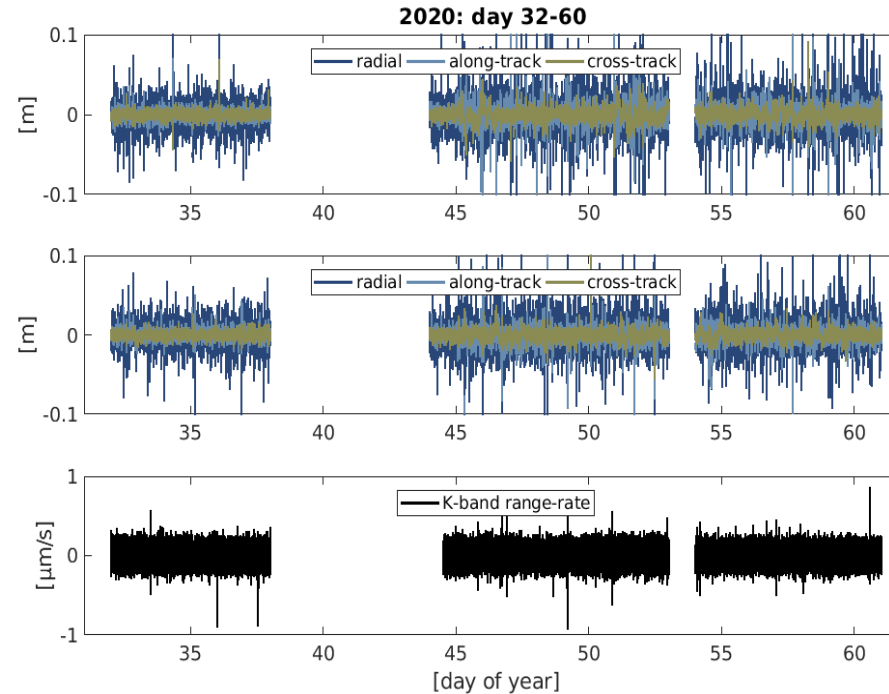 2020: day 32-60
0.1
radial along-track cross-track
[m]
0
-0.1
35 40 45 50 55 60
0.1
radial along-track cross-track
[m]
0
-0.1
35 40 45 50 55 60
1
K-band range-rate
[μm/s]
0
-1
35 40 45 50 55 60
[day of year]